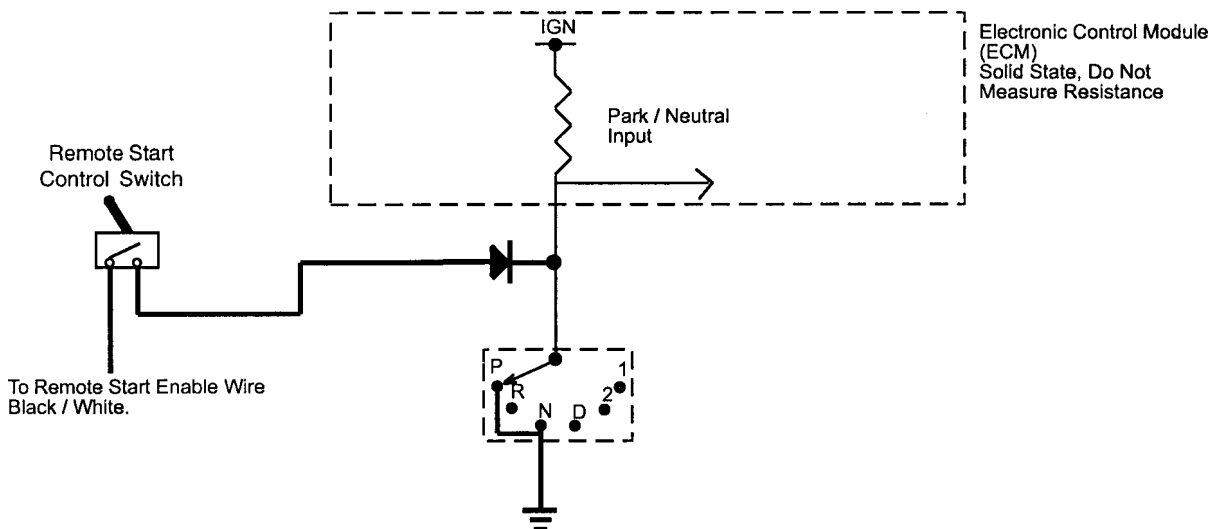 IGN
Electronic Control Module
(ECM)
Solid State, Do Not
Measure Resistance
Park / Neutral
Input
Remote Start
Control Switch
To Remote Start Enable Wire
Black / White.
P
R
N
D
2
1